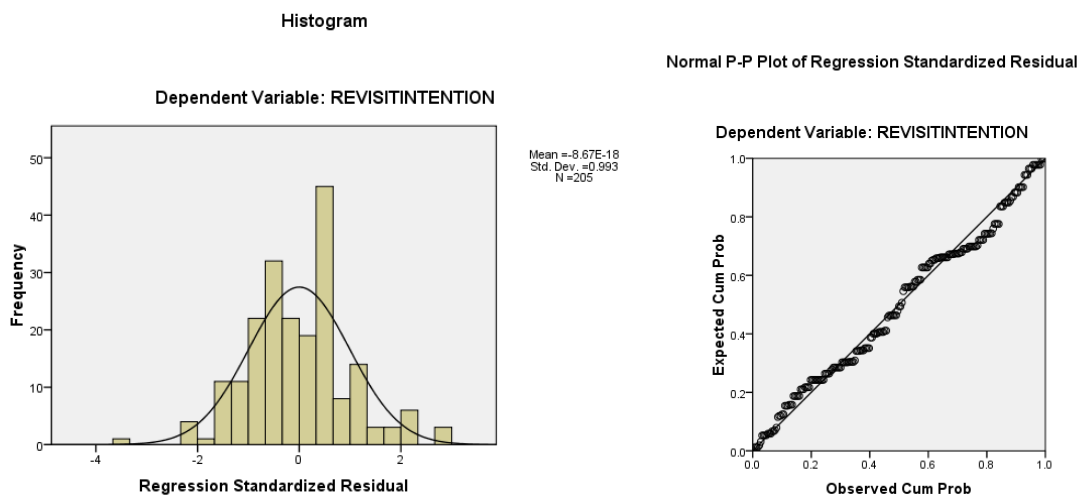 Histogram
Dependent Variable: REVISITINTENTION
Mean =-8.67E-18
Std. Dev. =0.993
N =205
Frequency
50
40
30
20
10
0
-4
-2
0
2
Regression Standardized Residual
Normal P-P Plot of Regression Standardized Residual
Dependent Variable: REVISITINTENTION
Expected Cum Prob
1.0
0.8
0.6
0.4
0.2
0.0
0.0
0.2
0.4
0.6
0.8
1.0
Observed Cum Prob